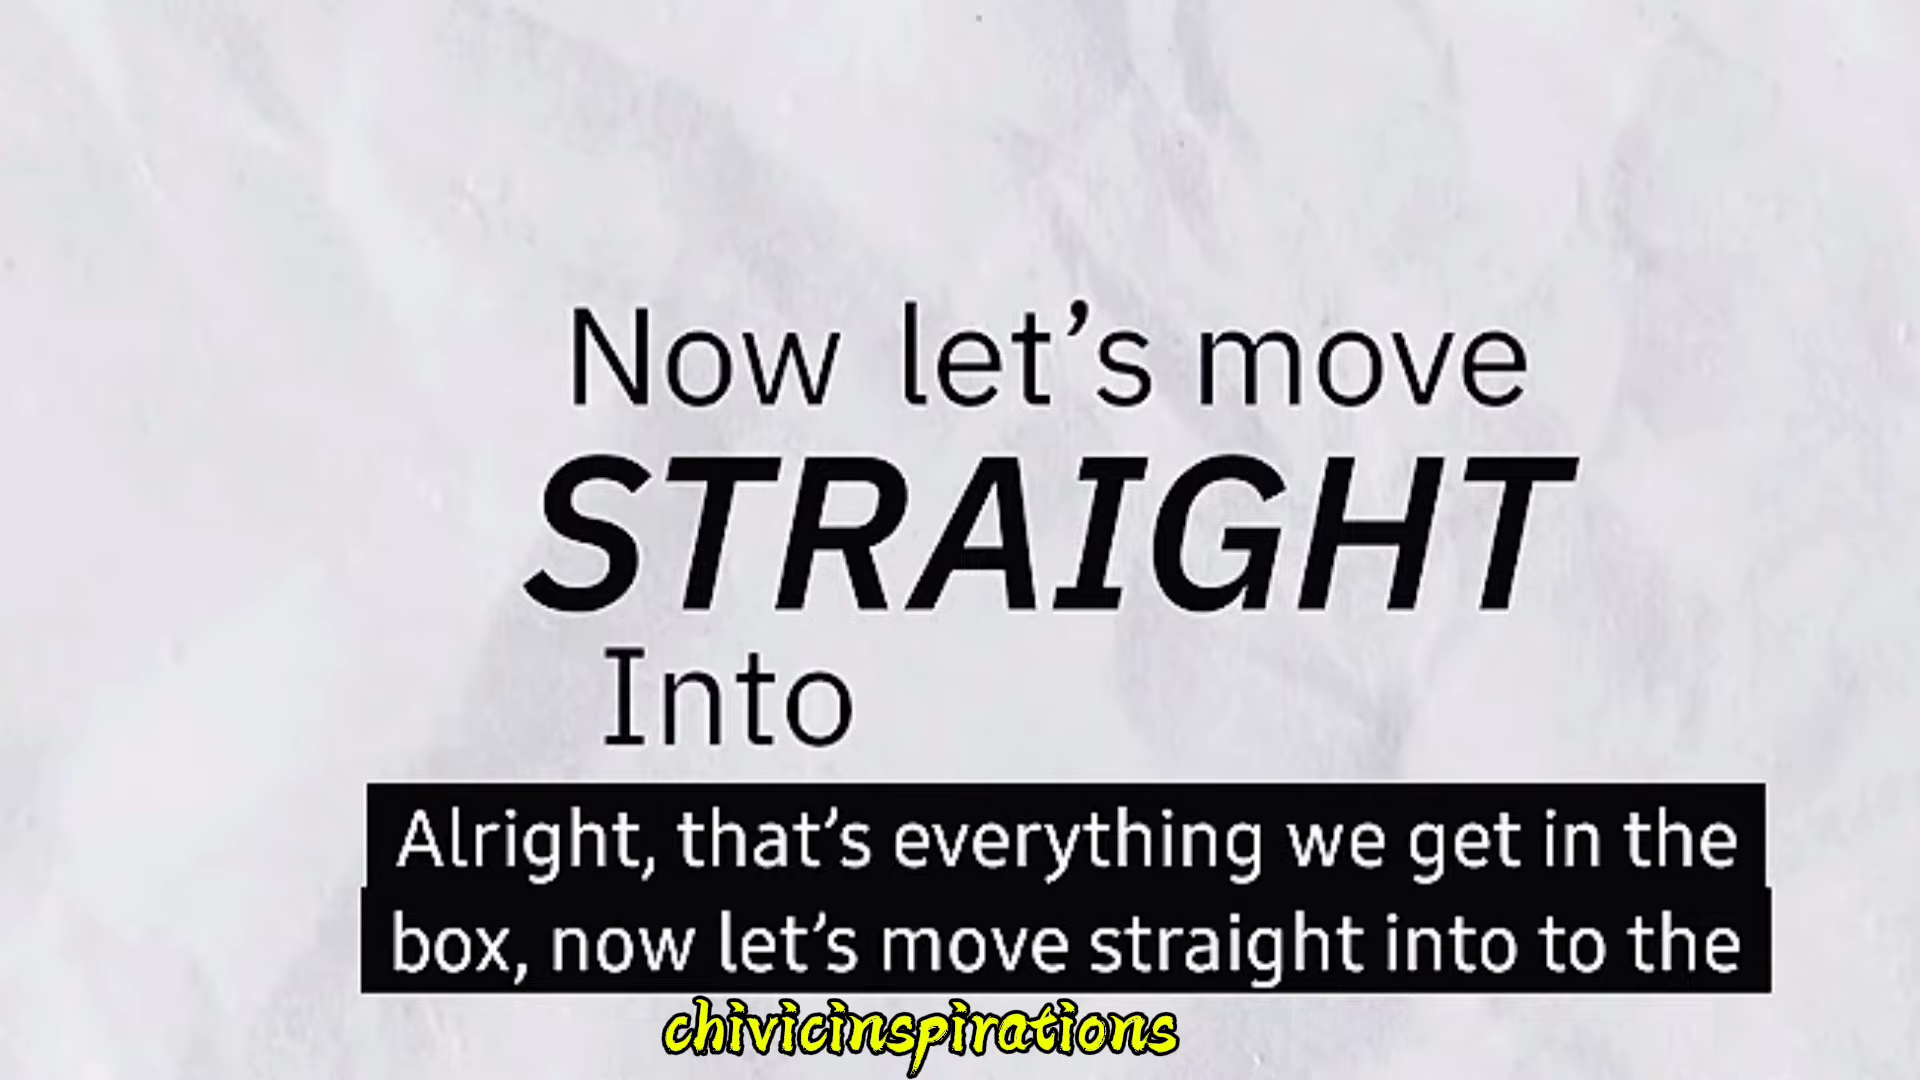 Now let’s move
STRAIGHT
Into
Alright, that’s everything we get in the
box, now let’s move straight into to the
chivicinspirations